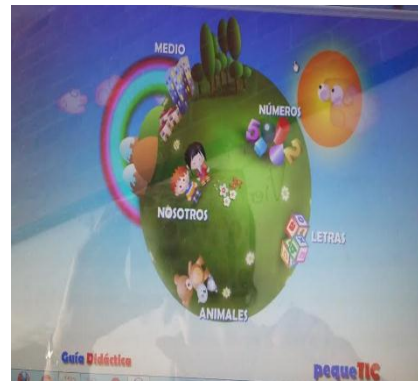 MEDIO
NÚMEROS
NOSOTROS
LETRAS
ANIMALES
Guía Didáctica
pequeTIC